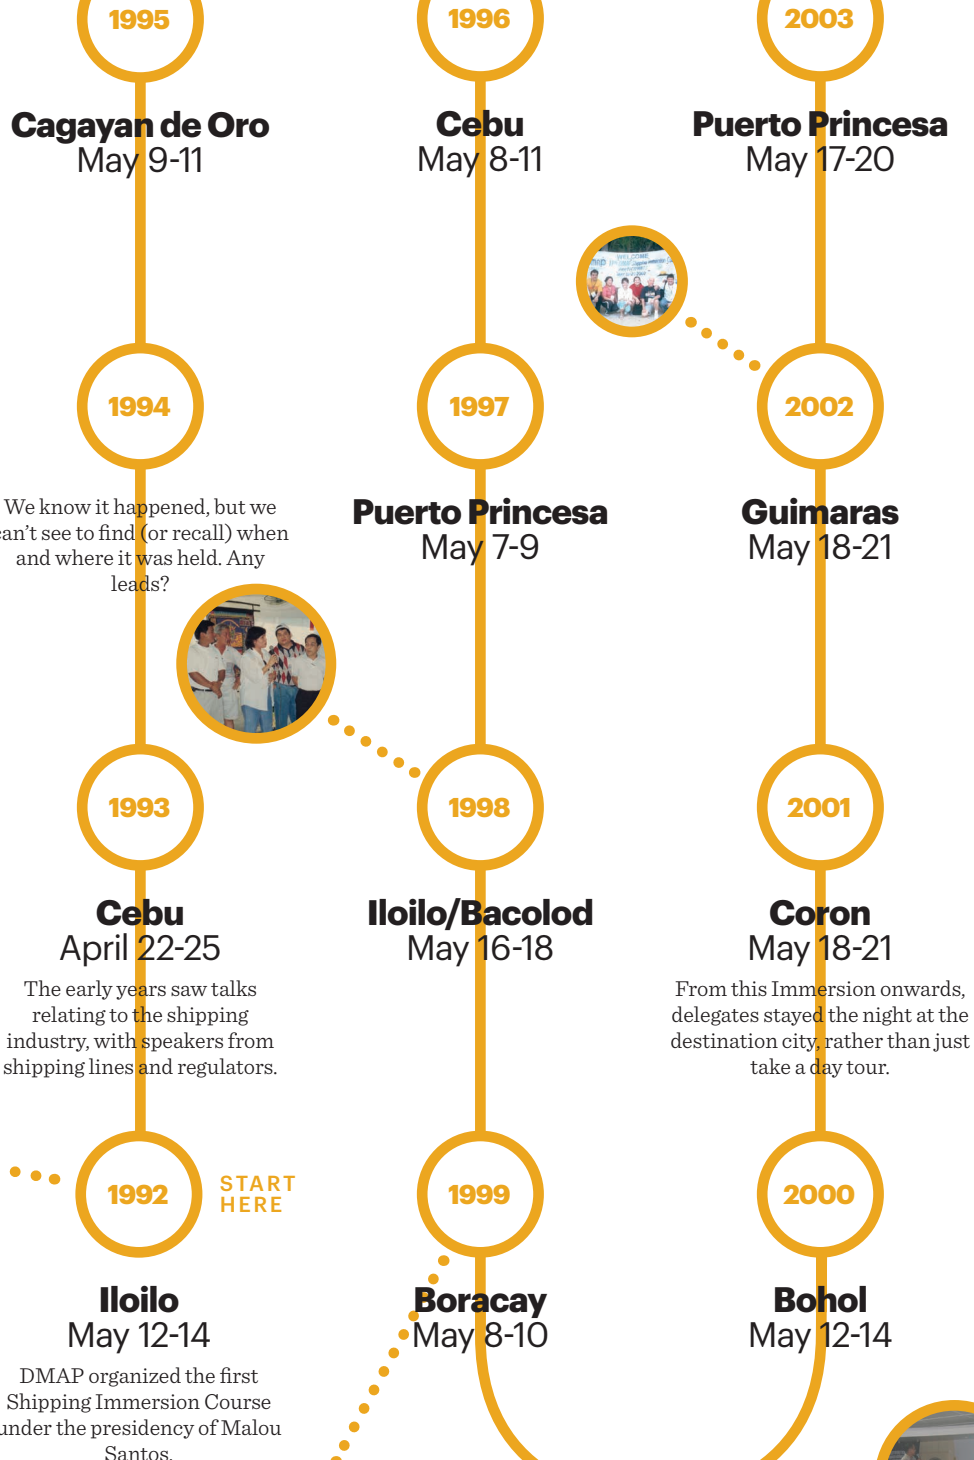 1995
Cagayan de Oro
May 9-11
1994
We know it happened, but we
can't see to find (or recall) when
and where it was held. Any
leads?
1993
Cebu
April 22-25
The early years saw talks
relating to the shipping
industry, with speakers from
shipping lines and regulators.
1992
START
HERE
Iloilo
May 12-14
DMAP organized the first
Shipping Immersion Course
under the presidency of Malou
Santos.
1996
Cebu
May 8-11
1997
Puerto Princesa
May 7-9
1998
Iloilo/Bacolod
May 16-18
1999
Boracay
May 8-10
2003
Puerto Princesa
May 17-20
WELCOME
2002
Guimaras
May 18-21
2001
Coron
May 18-21
From this Immersion onwards,
delegates stayed the night at the
destination city, rather than just
take a day tour.
2000
Bohol
May 12-14